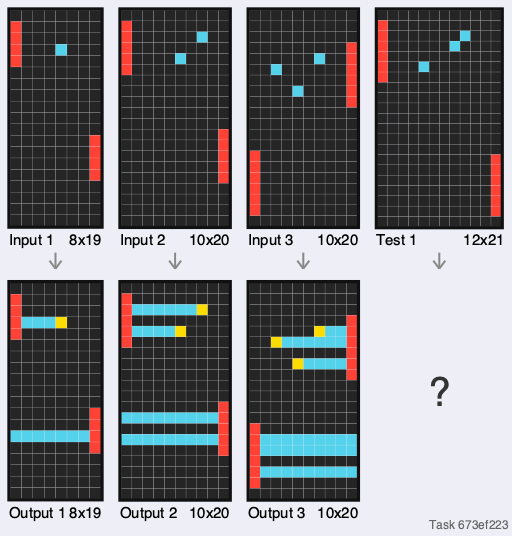 Input 1 8x19
Input 2 10x20
Input 3 10x20
Test 1 12x21
?
Output 1 8x19
Output 2 10x20
Output 3 10x20
Task 673ef223